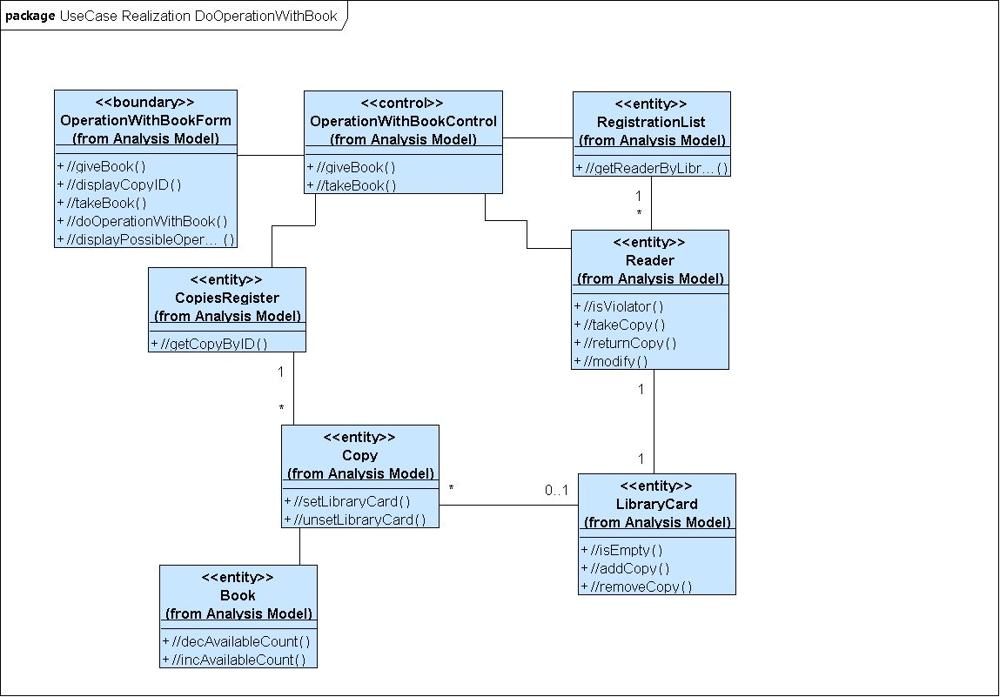 package UseCase Realization DoOperationWithBook
<<boundary>>
OperationWithBookForm
(from Analysis Model)
+ //giveBook()
+ //displayCopyID()
+ //takeBook()
+ //doOperationWithBook()
+ //displayPossibleOper... ()
<<control>>
OperationWithBookControl
(from Analysis Model)
+ //giveBook()
+ //takeBook()
<<entity>>
RegistrationList
(from Analysis Model)
+ //getReaderByLibr... ()
1
*
<<entity>>
Reader
(from Analysis Model)
+ //isViolator()
+ //takeCopy()
+ //returnCopy()
+ //modify()
<<entity>>
CopiesRegister
(from Analysis Model)
+ //getCopyByID()
1
*
1
1
<<entity>>
Copy
(from Analysis Model)
+ //setLibraryCard()
+ //unsetLibraryCard()
*
0..1
<<entity>>
LibraryCard
(from Analysis Model)
+ //isEmpty()
+ //addCopy()
+ //removeCopy()
<<entity>>
Book
(from Analysis Model)
+ //decAvailableCount()
+ //incAvailableCount()